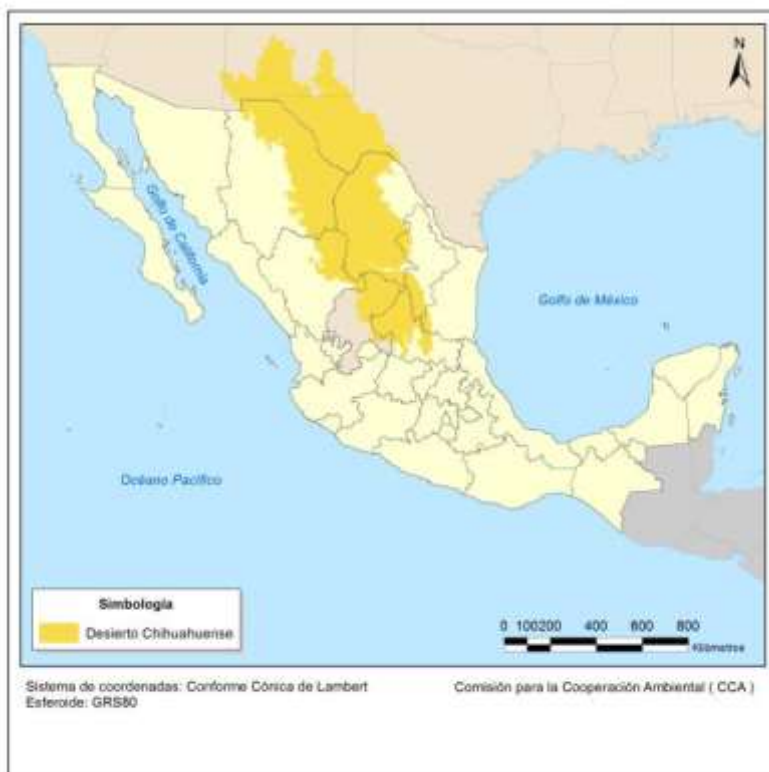 N
Golfo de California
Golfo de México
Océano Pacífico
Simbología
Desierto Chihuahuense
0 100200 400 600 800
Kilómetros
Sistema de coordenadas: Conforme Cónica de Lambert
Esferoide: GRS80
Comisión para la Cooperación Ambiental ( CCA )